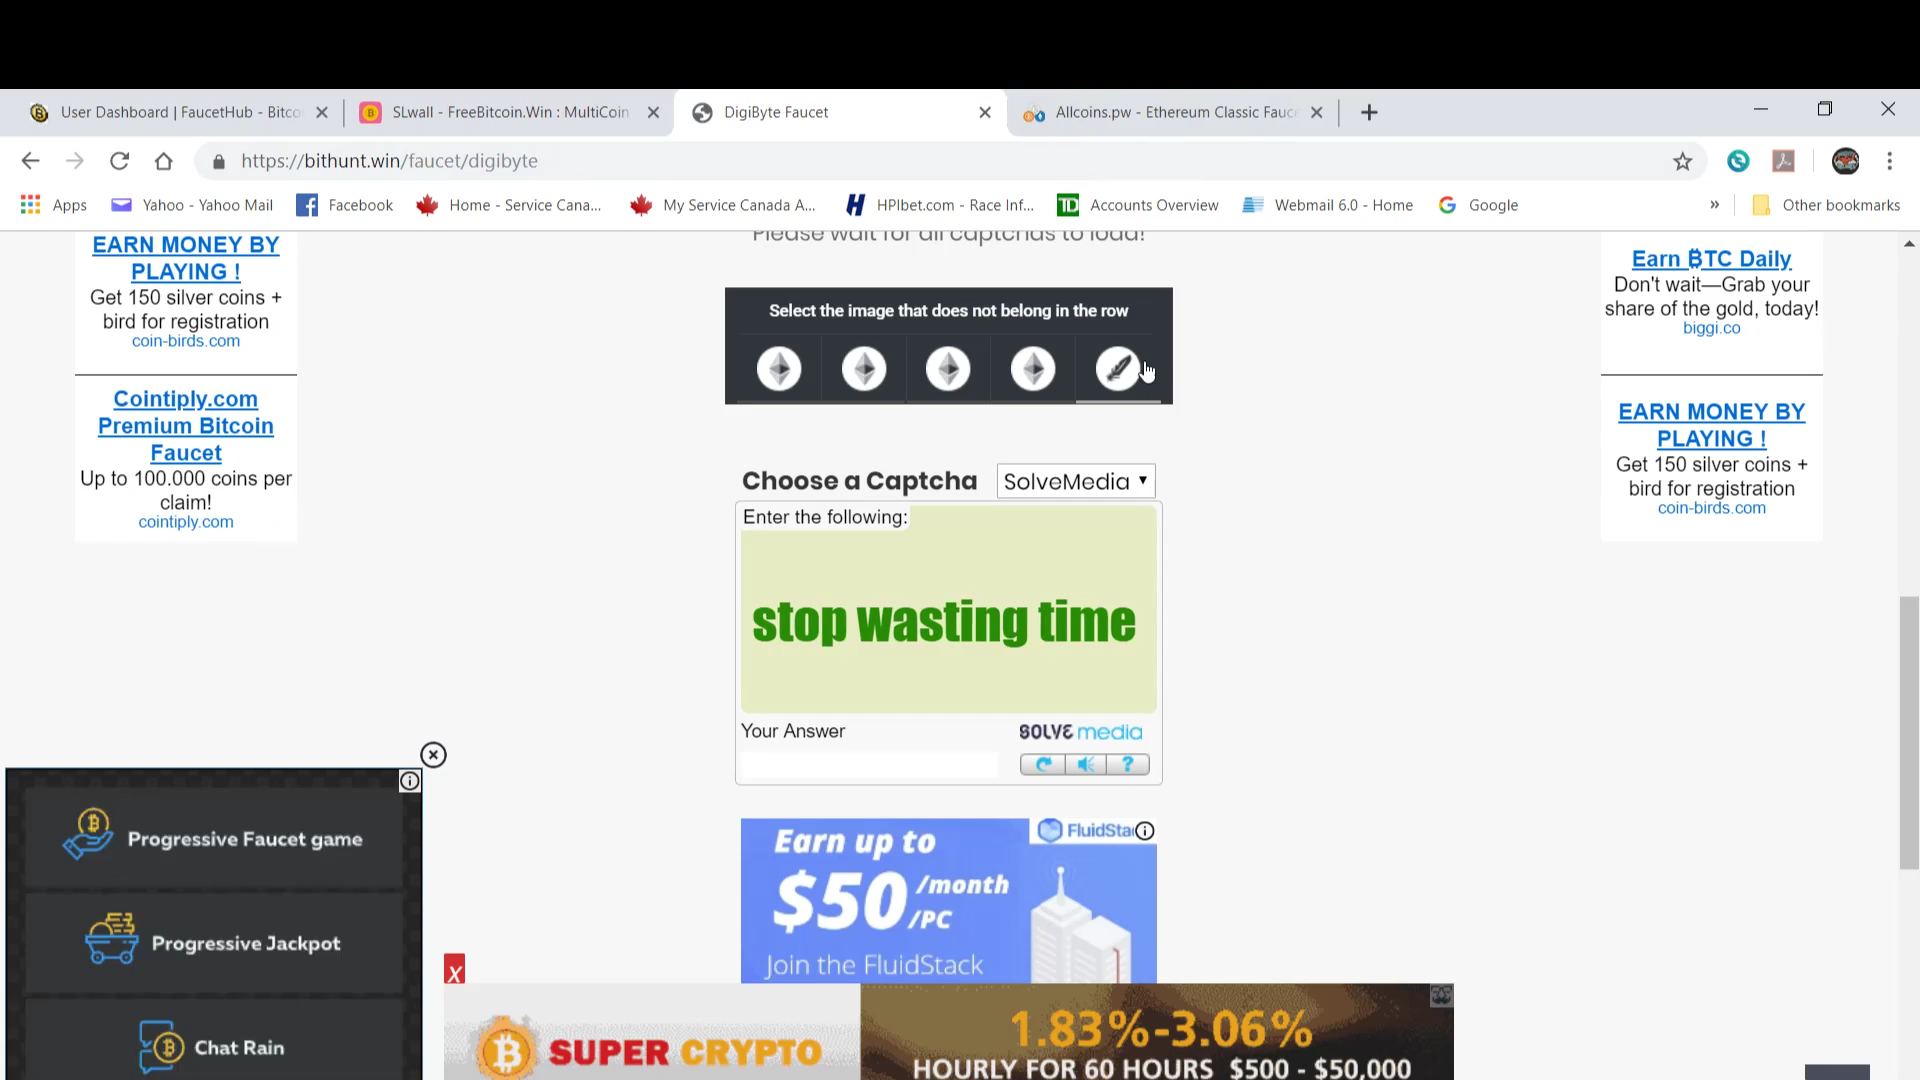 User Dashboard | FaucetHub - Bitco
SLwall - FreeBitcoin.Win : MultiCoin
DigiByte Faucet
Allcoins.pw - Ethereum Classic Fauc
https://bithunt.win/faucet/digibyte
Apps
Yahoo - Yahoo Mail
Facebook
Home - Service Cana...
My Service Canada A...
HPIbet.com - Race Inf...
TD
Accounts Overview
Webmail 6.0 - Home
Google
»
Other bookmarks
EARN MONEY BY
PLAYING !
Get 150 silver coins +
bird for registration
coin-birds.com
Cointiply.com
Premium Bitcoin
Faucet
Up to 100.000 coins per
claim!
cointiply.com
Please wait for all captchas to load!
Select the image that does not belong in the row
Choose a Captcha
SolveMedia
Enter the following:
stop wasting time
Your Answer
SOLVE media
?
Earn ₿TC Daily
Don't wait—Grab your
share of the gold, today!
biggi.co
EARN MONEY BY
PLAYING !
Get 150 silver coins +
bird for registration
coin-birds.com
Progressive Faucet game
Progressive Jackpot
Chat Rain
Earn up to
$50 /month
/PC
Join the FluidStack
FluidSta
X
SUPER CRYPTO
1.83%-3.06%
HOURLY FOR 60 HOURS $500 - $50,000